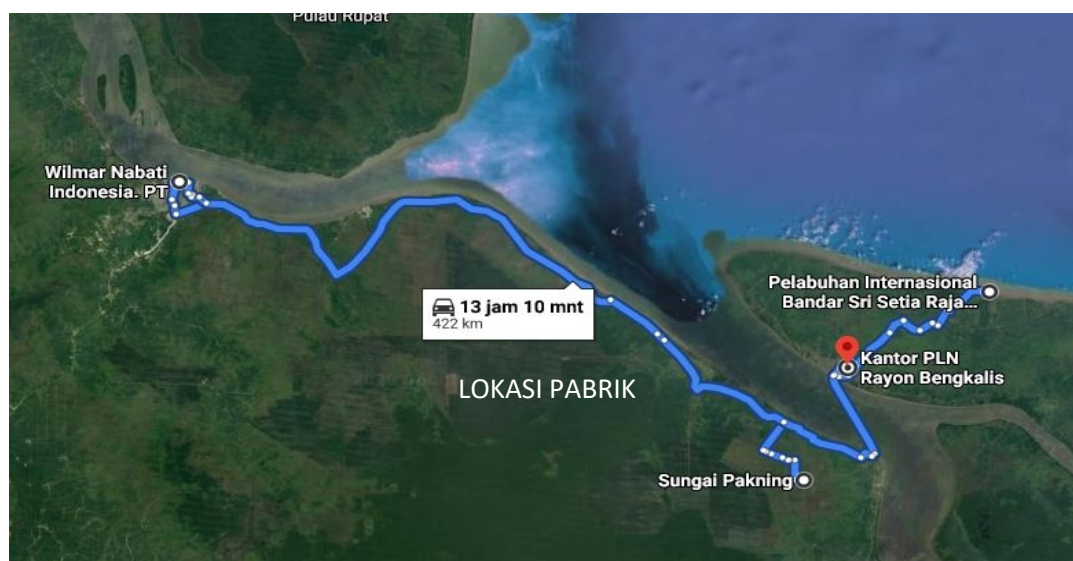 Pulau Rupat
Wilmar Nabati
Indonesia. PT
Pelabuhan Internasional
Bandar Sri Setia Raja...
13 jam 10 mnt
422 km
Kantor PLN
Rayon Bengkalis
LOKASI PABRIK
Sungai Pakning